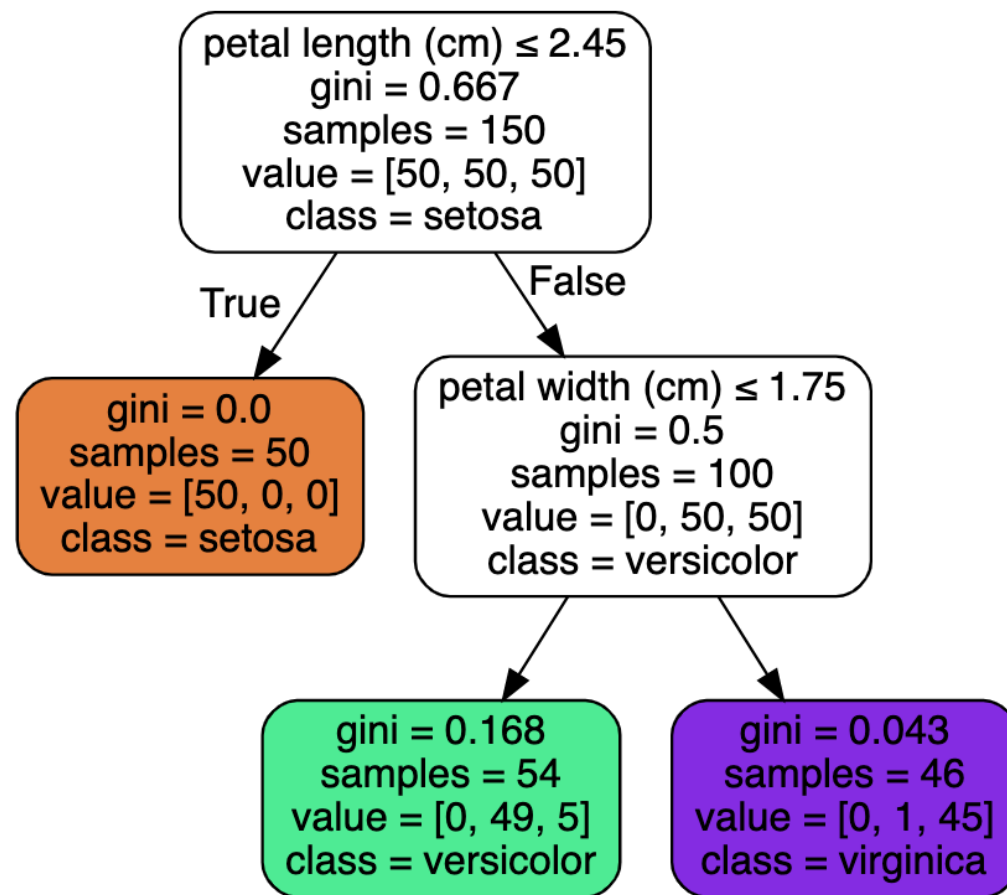 petal length (cm) ≤ 2.45
gini = 0.667
samples = 150
value = [50, 50, 50]
class = setosa
True
False
gini = 0.0
samples = 50
value = [50, 0, 0]
class = setosa
petal width (cm) ≤ 1.75
gini = 0.5
samples = 100
value = [0, 50, 50]
class = versicolor
gini = 0.168
samples = 54
value = [0, 49, 5]
class = versicolor
gini = 0.043
samples = 46
value = [0, 1, 45]
class = virginica